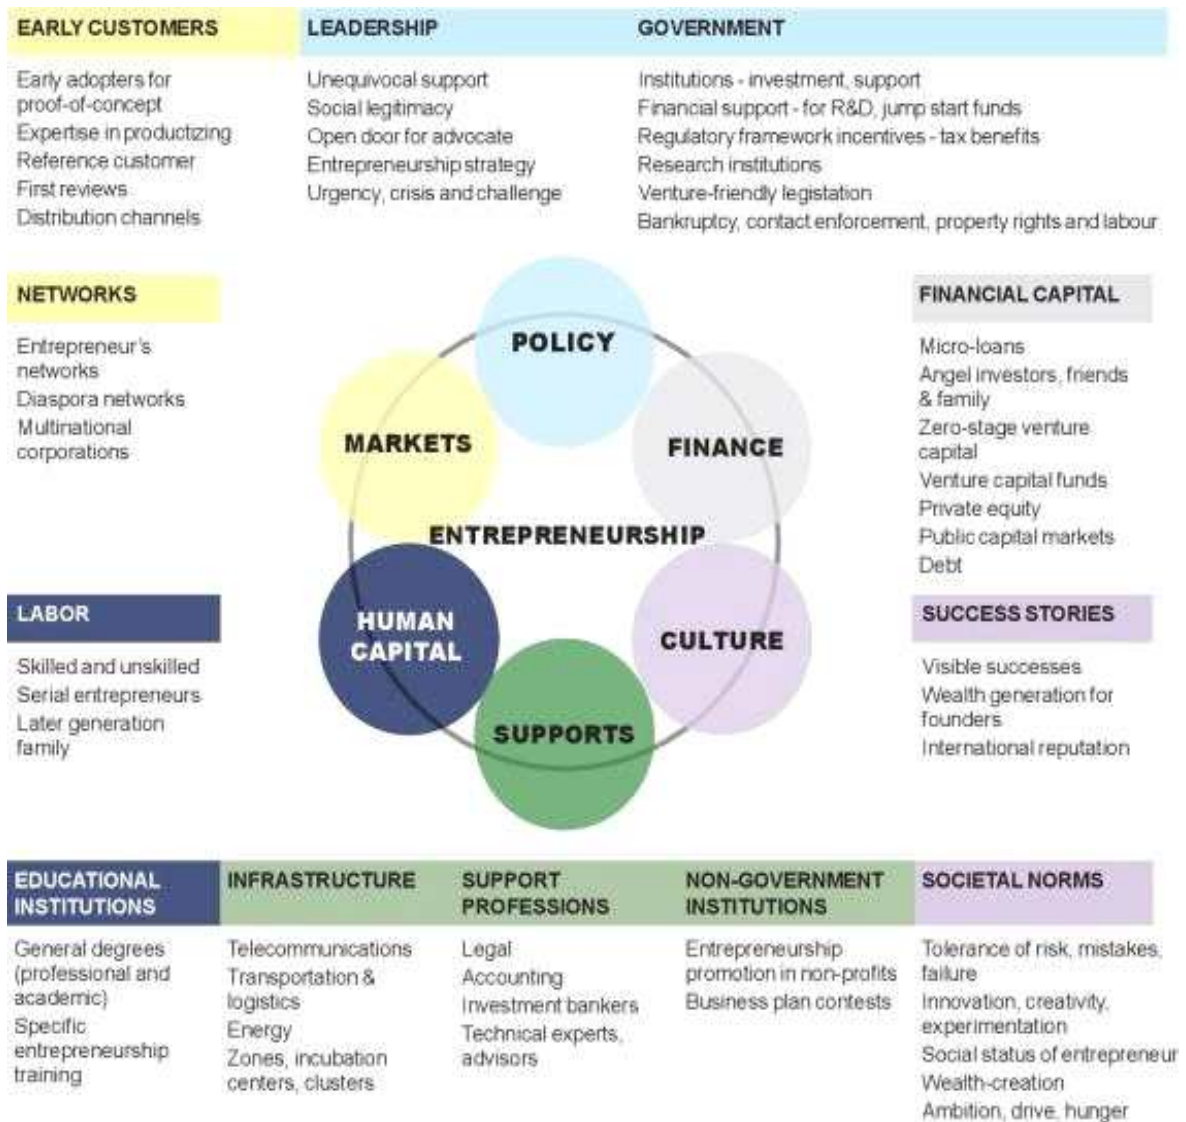 EARLY CUSTOMERS
Early adopters for
proof-of-concept
Expertise in productizing
Reference customer
First reviews
Distribution channels
LEADERSHIP
Unequivocal support
Social legitimacy
Open door for advocate
Entrepreneurship strategy
Urgency, crisis and challenge
GOVERNMENT
Institutions - investment, support
Financial support - for R&D, jump start funds
Regulatory framework incentives - tax benefits
Research institutions
Venture-friendly legistation
Bankruptcy, contact enforcement, property rights and labour
NETWORKS
Entrepreneur's
networks
Diaspora networks
Multinational
corporations
POLICY
MARKETS
FINANCE
ENTREPRENEURSHIP
HUMAN
CAPITAL
CULTURE
SUPPORTS
FINANCIAL CAPITAL
Micro-loans
Angel investors, friends
& family
Zero-stage venture
capital
Venture capital funds
Private equity
Public capital markets
Debt
LABOR
Skilled and unskilled
Serial entrepreneurs
Later generation
family
SUCCESS STORIES
Visible successes
Wealth generation for
founders
International reputation
EDUCATIONAL
INSTITUTIONS
General degrees
(professional and
academic)
Specific
entrepreneurship
training
INFRASTRUCTURE
Telecommunications
Transportation &
logistics
Energy
Zones, incubation
centers, clusters
SUPPORT
PROFESSIONS
Legal
Accounting
Investment bankers
Technical experts,
advisors
NON-GOVERNMENT
INSTITUTIONS
Entrepreneurship
promotion in non-profits
Business plan contests
SOCIETAL NORMS
Tolerance of risk, mistakes,
failure
Innovation, creativity,
experimentation
Social status of entrepreneur
Wealth-creation
Ambition, drive, hunger